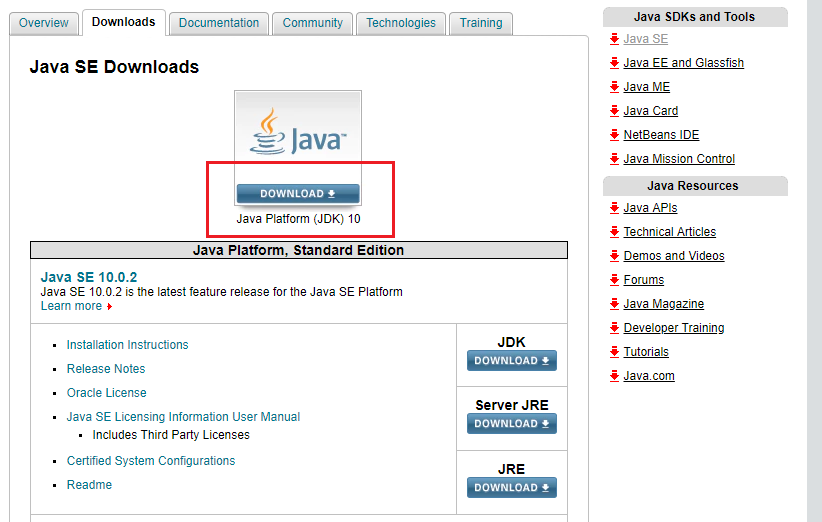 Overview
Downloads
Documentation
Community
Technologies
Training
Java SE Downloads
Java™
DOWNLOAD
Java Platform (JDK) 10
Java Platform, Standard Edition
Java SE 10.0.2
Java SE 10.0.2 is the latest feature release for the Java SE Platform
Learn more
Installation Instructions
Release Notes
Oracle License
Java SE Licensing Information User Manual
Includes Third Party Licenses
Certified System Configurations
Readme
JDK
DOWNLOAD
Server JRE
DOWNLOAD
JRE
DOWNLOAD
Java SDKs and Tools
Java SE
Java EE and Glassfish
Java ME
Java Card
NetBeans IDE
Java Mission Control
Java Resources
Java APIs
Technical Articles
Demos and Videos
Forums
Java Magazine
Developer Training
Tutorials
Java.com